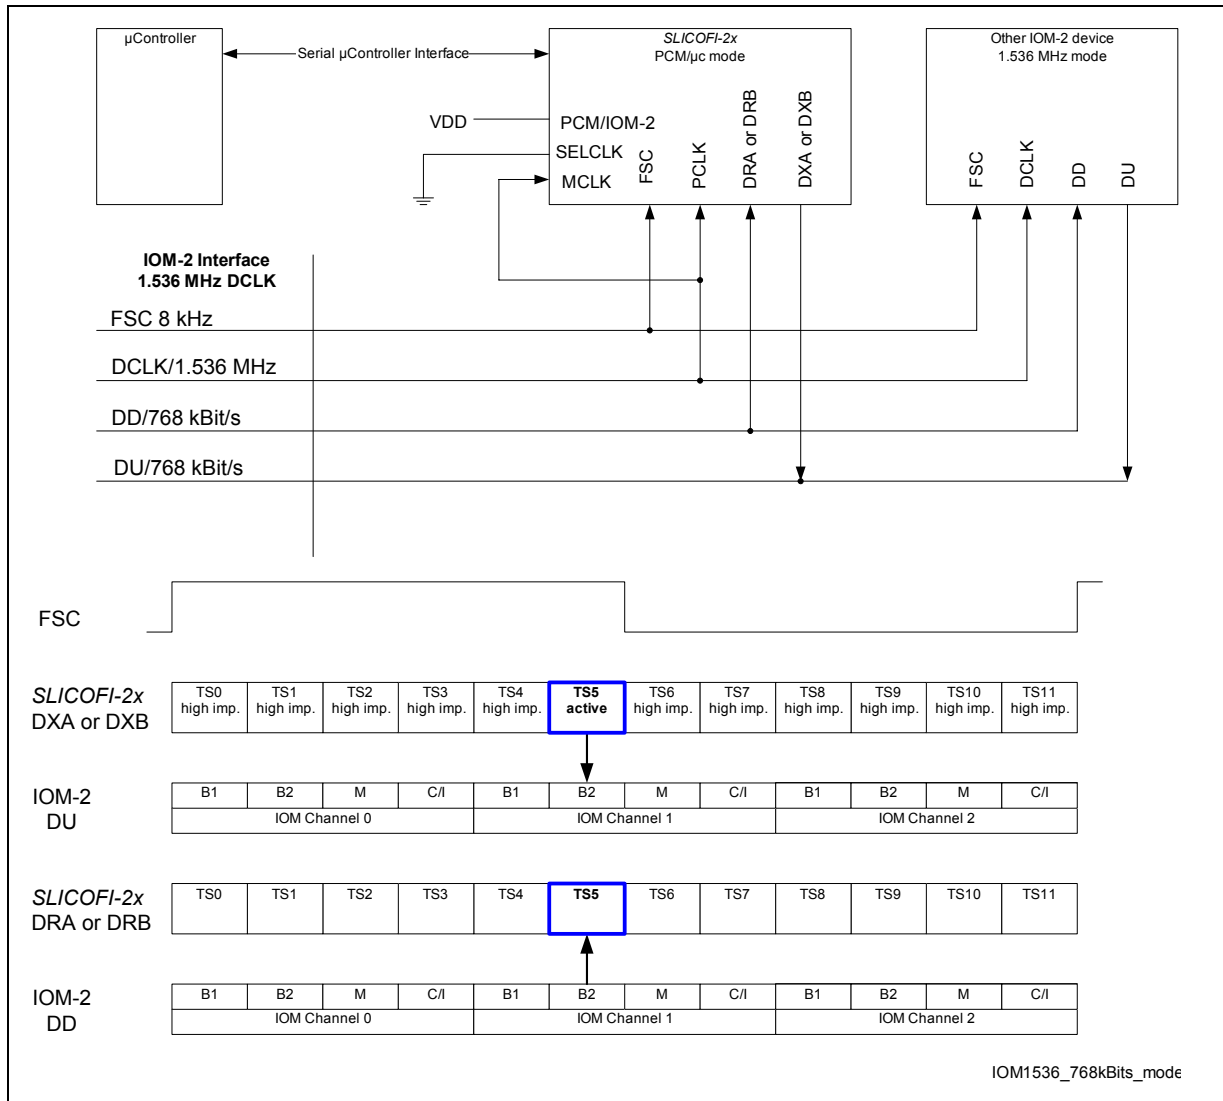 µController
Serial µController Interface
SLICOFI-2x
PCM/µc mode
Other IOM-2 device
1.536 MHz mode
VDD
PCM/IOM-2
SELCLK
MCLK
FSC
PCLK
DRA or DRB
DXA or DXB
FSC
DCLK
DD
DU
IOM-2 Interface
1.536 MHz DCLK
FSC 8 kHz
DCLK/1.536 MHz
DD/768 kBit/s
DU/768 kBit/s
FSC
SLICOFI-2x
DXA or DXB
TS0 TS1 TS2 TS3 TS4 TS5 TS6 TS7 TS8 TS9 TS10 TS11
high imp. high imp. high imp. high imp. high imp. active high imp. high imp. high imp. high imp. high imp. high imp.
IOM-2
DU
B1 B2 M C/I B1 B2 M C/I B1 B2 M C/I
IOM Channel 0 IOM Channel 1 IOM Channel 2
SLICOFI-2x
DRA or DRB
TS0 TS1 TS2 TS3 TS4 TS5 TS6 TS7 TS8 TS9 TS10 TS11
IOM-2
DD
B1 B2 M C/I B1 B2 M C/I B1 B2 M C/I
IOM Channel 0 IOM Channel 1 IOM Channel 2
IOM1536_768kBits_mode